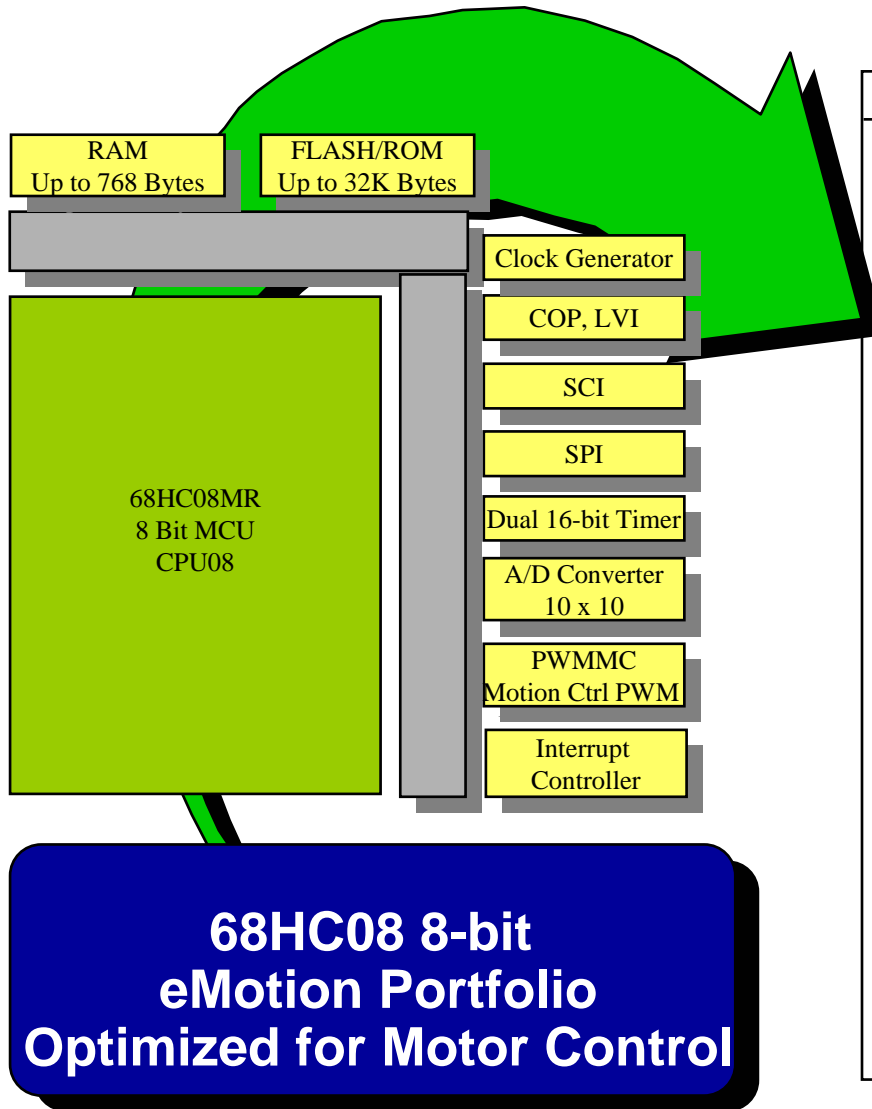 RAM
Up to 768 Bytes
FLASH/ROM
Up to 32K Bytes
Clock Generator
COP, LVI
SCI
SPI
Dual 16-bit Timer
A/D Converter
10 x 10
PWMMC
Motion Ctrl PWM
Interrupt
Controller
68HC08MR
8 Bit MCU
CPU08
68HC08 8-bit
eMotion Portfolio
Optimized for Motor Control